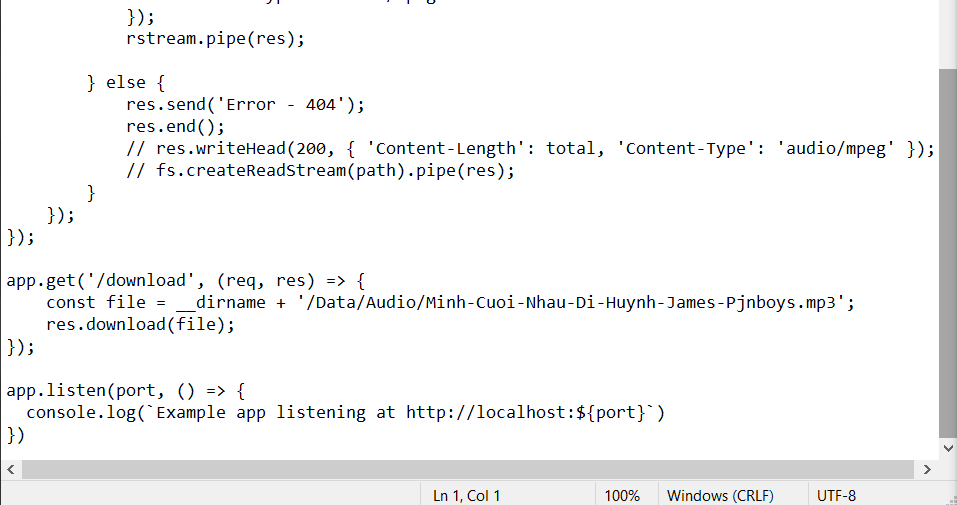 });
rstream.pipe(res);
} else {
res.send('Error - 404');
res.end();
// res.writeHead(200, { 'Content-Length': total, 'Content-Type': 'audio/mpeg' });
// fs.createReadStream(path).pipe(res);
}
});
});
app.get('/download', (req, res) => {
const file = __dirname + '/Data/Audio/Minh-Cuoi-Nhau-Di-Huynh-James-Pjnboys.mp3';
res.download(file);
});
app.listen(port, () => {
console.log(`Example app listening at http://localhost:${port}`)
})
Ln 1, Col 1 100% Windows (CRLF) UTF-8